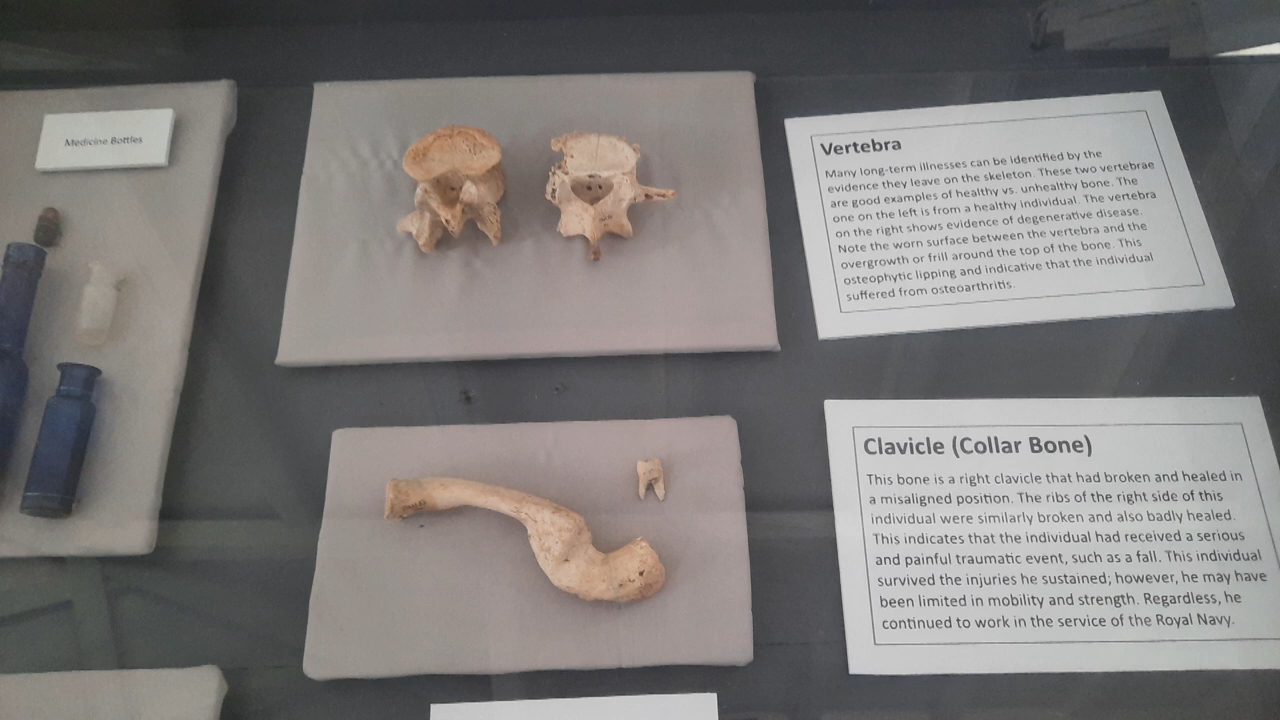 Medicine Bottles
Vertebra
Many long-term illnesses can be identified by the
evidence they leave on the skeleton. These two vertebrae
are good examples of healthy vs. unhealthy bone. The
one on the left is from a healthy individual. The vertebra
on the right shows evidence of degenerative disease.
Note the worn surface between the vertebra and the
overgrowth or frill around the top of the bone. This
osteophytic lipping and indicative that the individual
suffered from osteoarthritis.
Clavicle (Collar Bone)
This bone is a right clavicle that had broken and healed in
a misaligned position. The ribs of the right side of this
individual were similarly broken and also badly healed.
This indicates that the individual had received a serious
and painful traumatic event, such as a fall. This individual
survived the injuries he sustained; however, he may have
been limited in mobility and strength. Regardless, he
continued to work in the service of the Royal Navy.